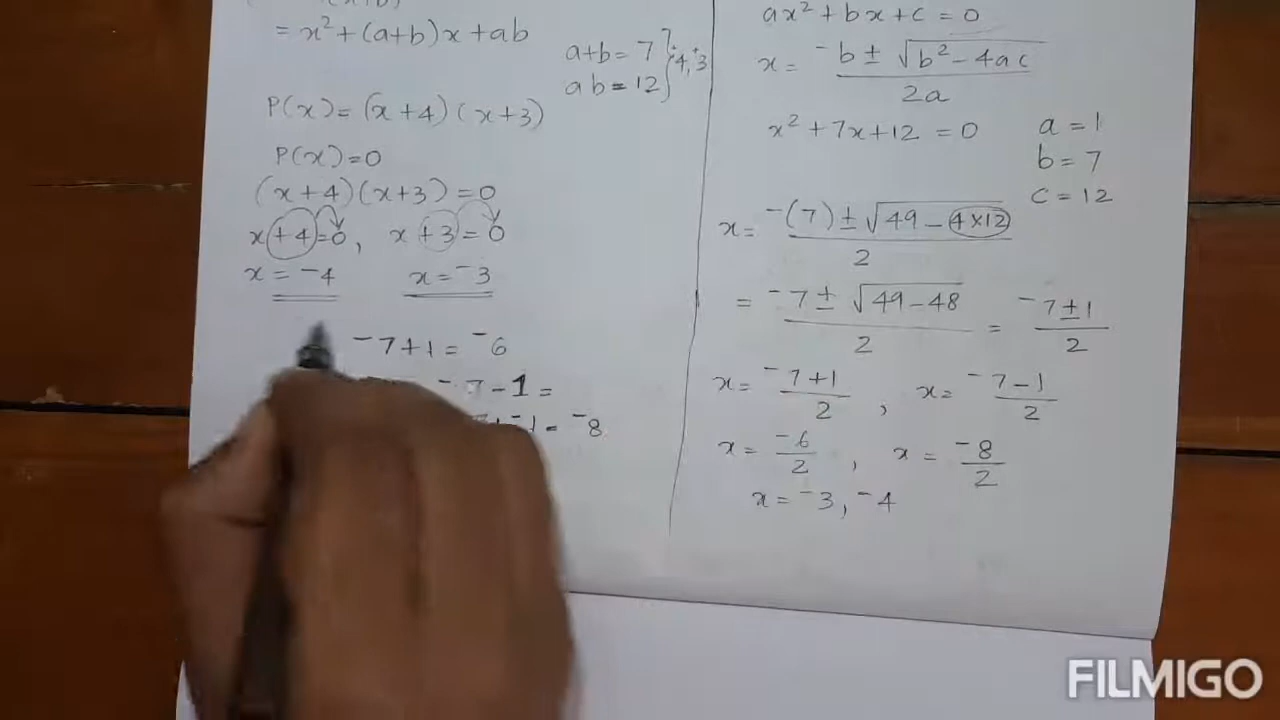 = x² + (a+b)x + ab
a+b = 7
ab = 12
4, 3
P(x) = (x+4)(x+3)
P(x) = 0
(x+4)(x+3) = 0
x+4=0, x+3=0
x = ⁻4 x = ⁻3
⁻7+1 = ⁻6
⁻7-1 =
= ⁻8
ax² + bx + c = 0
x = ⁻b ± √b² - 4ac / 2a
x² + 7x + 12 = 0
a = 1
b = 7
c = 12
x = ⁻(7) ± √49 - (4×12) / 2
= ⁻7 ± √49-48 / 2 = ⁻7±1 / 2
x = ⁻7+1 / 2, x = ⁻7-1 / 2
x = ⁻6 / 2, x = ⁻8 / 2
x = ⁻3, ⁻4
FILMIGO